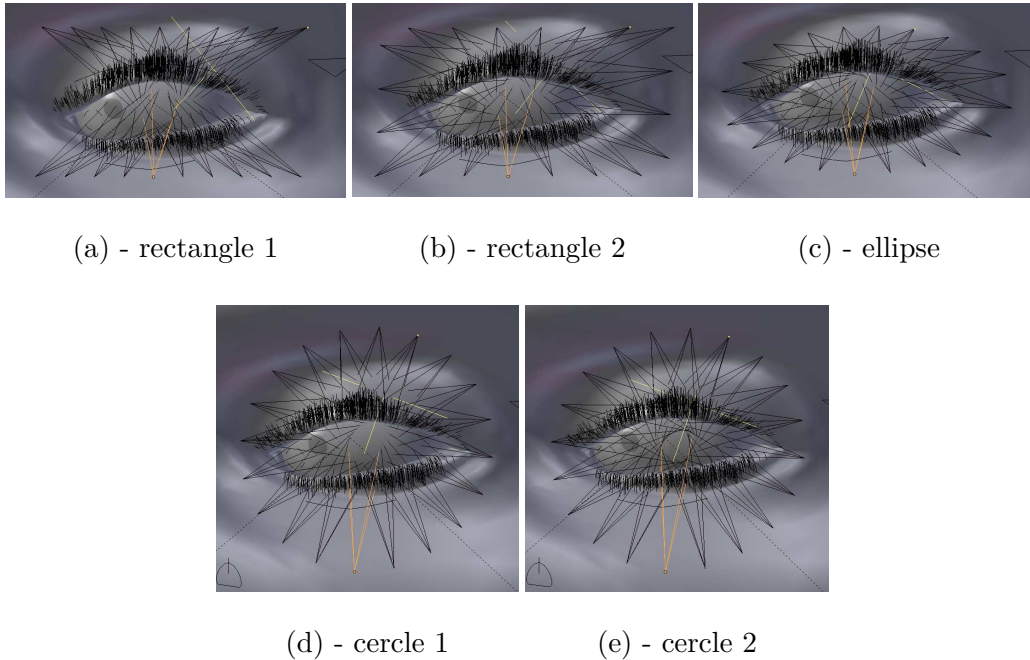 (a) - rectangle 1
(b) - rectangle 2
(c) - ellipse
(d) - cercle 1
(e) - cercle 2